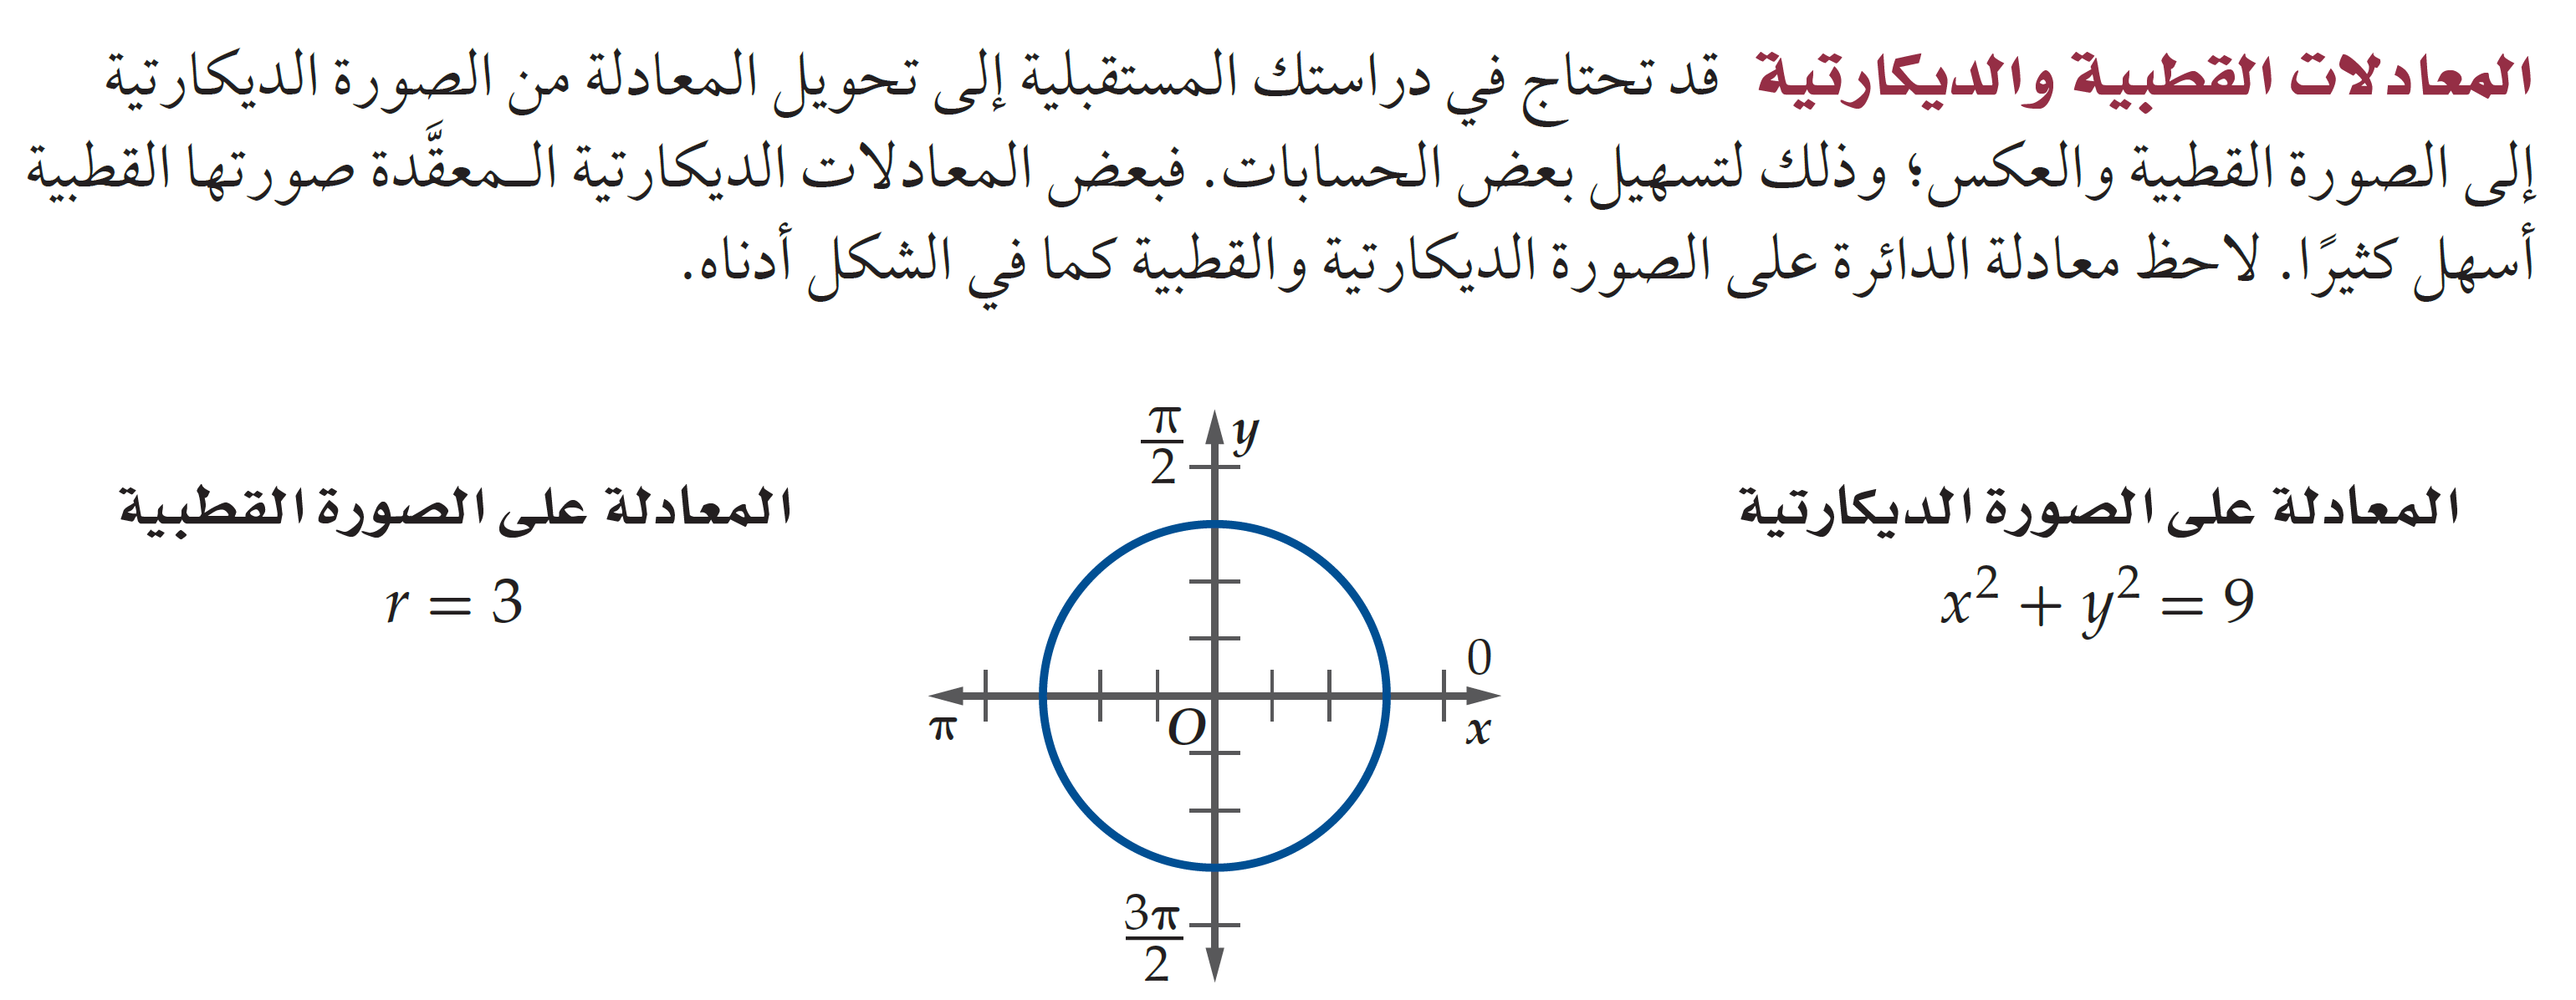 المعادلات القطبية والديكارتية قد تحتاج في دراستك المستقبلية إلى تحويل المعادلة من الصورة الديكارتية
إلى الصورة القطبية والعكس؛ وذلك لتسهيل بعض الحسابات. فبعض المعادلات الديكارتية الـمعقَّدة صورتها القطبية
أسهل كثيرًا. لاحظ معادلة الدائرة على الصورة الديكارتية والقطبية كما في الشكل أدناه.
المعادلة على الصورة الديكارتية
x² + y² = 9
π/2
y
0
x
O
π
3π/2
المعادلة على الصورة القطبية
r = 3